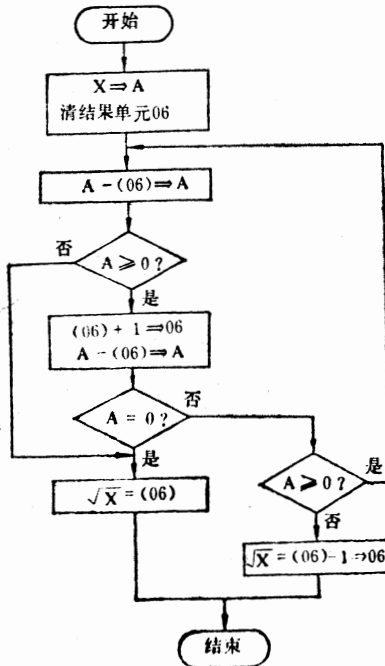 开始
X⇒A
清结果单元06
A-(06)⇒A
否
A≥0?
是
(06)+1⇒06
A-(06)⇒A
否
A=0?
是
A≥0?
是
√X=(06)
否
√X=(06)-1→06
结束